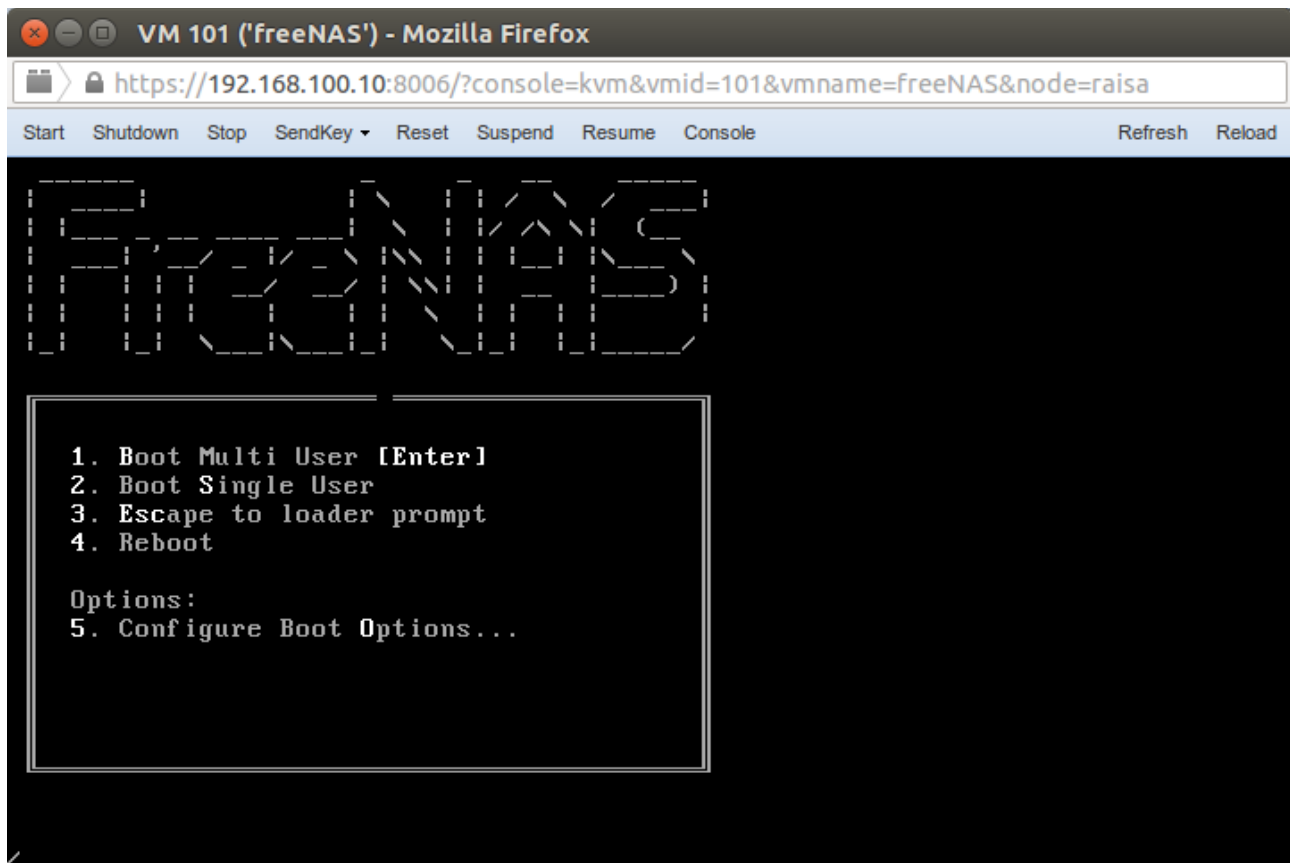 VM 101 ('freeNAS') - Mozilla Firefox
https://192.168.100.10:8006/?console=kvm&vmid=101&vmname=freeNAS&node=raisa
Start Shutdown Stop SendKey Reset Suspend Resume Console Refresh Reload
FreeNAS
1. Boot Multi User [Enter]
2. Boot Single User
3. Escape to loader prompt
4. Reboot
Options:
5. Configure Boot Options...